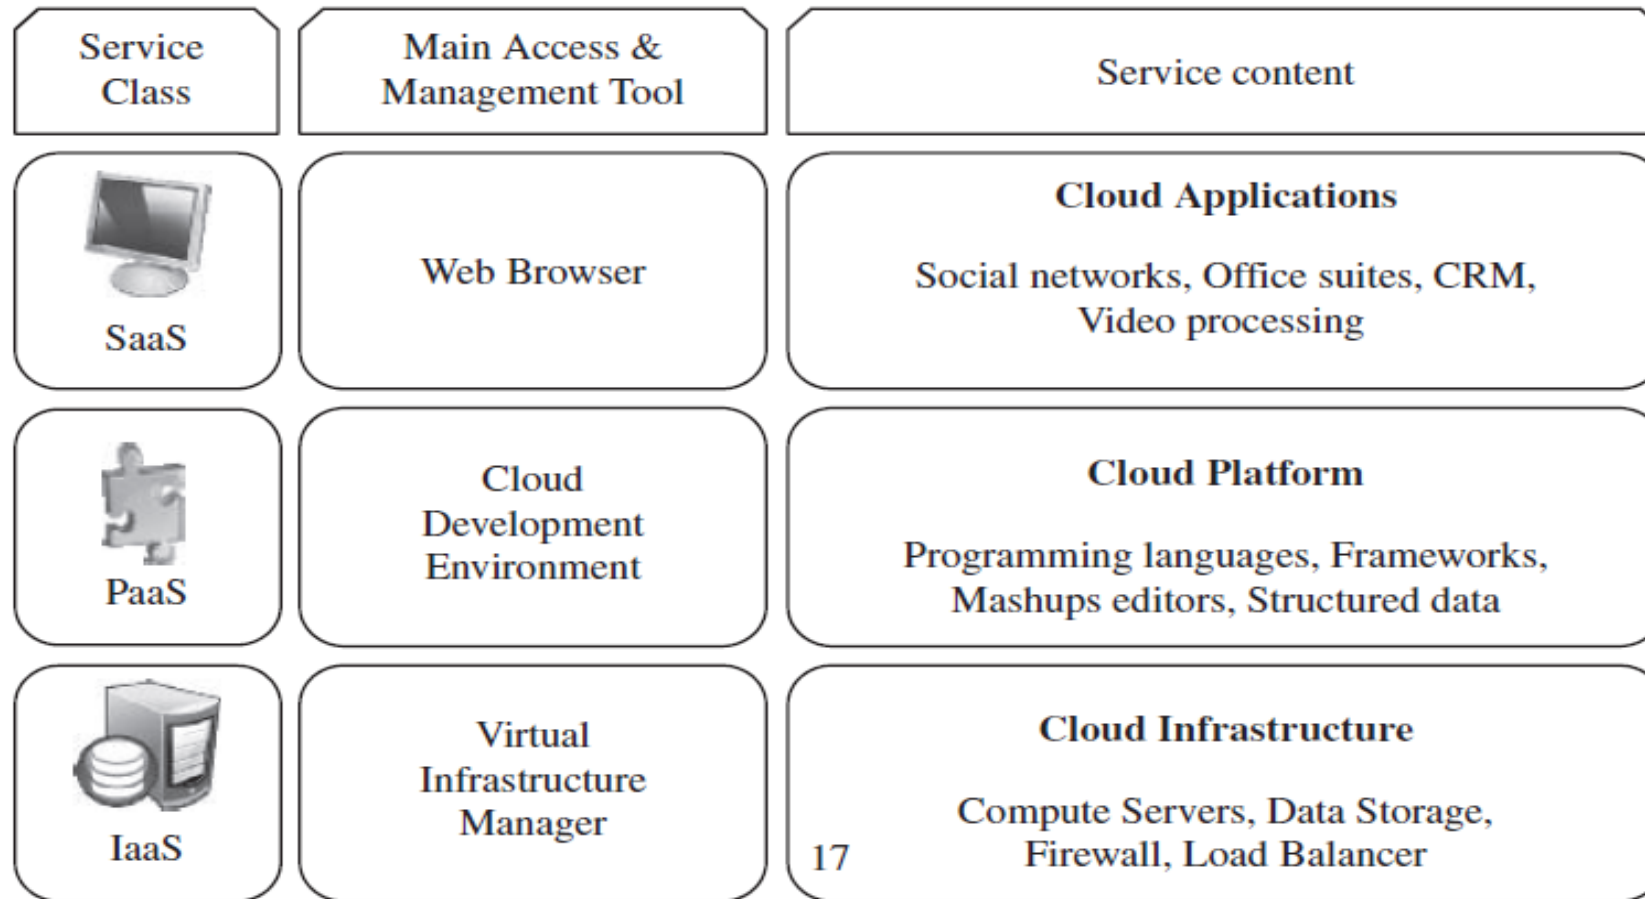 Service
Class
Main Access &
Management Tool
Service content
SaaS
Web Browser
Cloud Applications
Social networks, Office suites, CRM,
Video processing
PaaS
Cloud
Development
Environment
Cloud Platform
Programming languages, Frameworks,
Mashups editors, Structured data
IaaS
Virtual
Infrastructure
Manager
Cloud Infrastructure
Compute Servers, Data Storage,
Firewall, Load Balancer
17